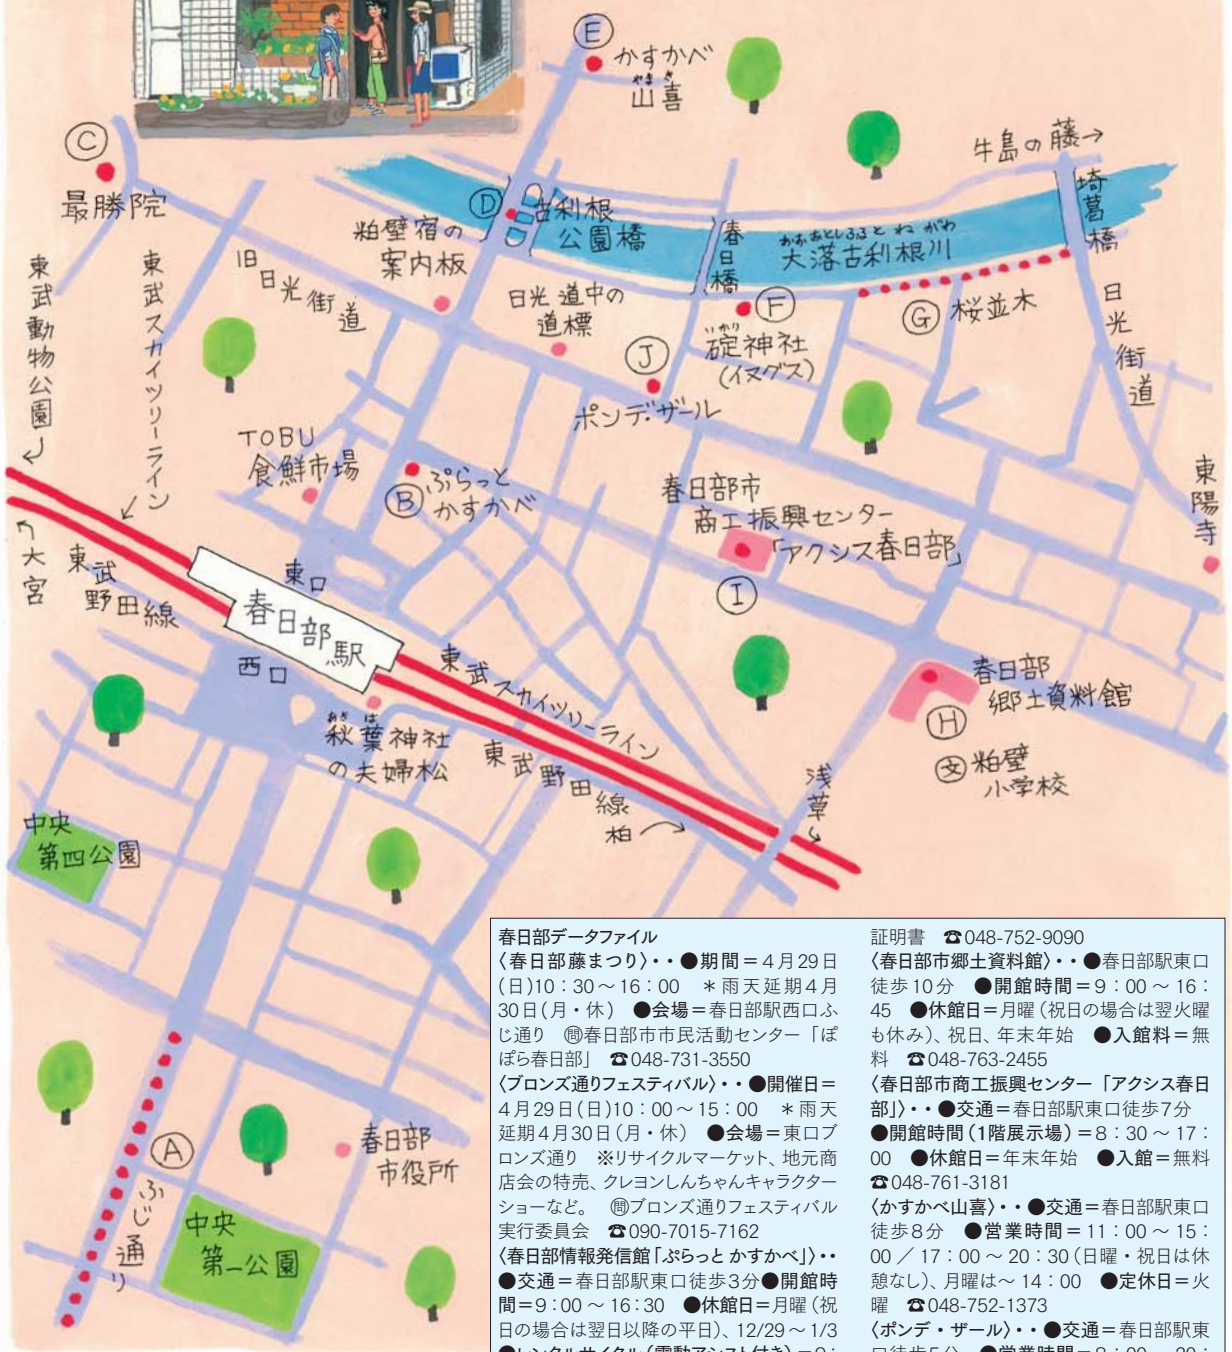 Ⓔ
かすかべ
やまき
山喜
牛島の藤→
Ⓒ
最勝院
Ⓓ
古利根
公園橋
埼葛橋
粕壁宿の
案内板
春日橋
おおおとしふるとねがわ
大落古利根川
東武動物公園
東武スカイツリーライン
旧日光街道
日光道中の
道標
Ⓕ
いかり
碇神社
(イヌグス)
Ⓖ 桜並木
日光街道
Ⓙ
ポンデ・ザール
TOBU
食鮮市場
Ⓑ ぷらっと
かすかべ
春日部市
商工振興センター
「アクシス春日部」
Ⓘ
東陽寺
←大宮
東武
野田線
東口
春日部駅
西口
東武スカイツリーライン
あきば
秋葉神社
の夫婦松
東武野田線
柏
浅草
春日部
郷土資料館
Ⓗ
文 粕壁
小学校
中央
第四公園
Ⓐ
ふじ通り
春日部
市役所
中央
第一公園
春日部データファイル
〈春日部藤まつり〉・・●期間＝4月29日
(日)10：30～16：00　＊雨天延期4月
30日(月・休)　●会場＝春日部駅西口ふ
じ通り　㉄春日部市市民活動センター「ぽ
ぽら春日部」　☎048-731-3550
〈ブロンズ通りフェスティバル〉・・●開催日＝
4月29日(日)10：00～15：00　＊雨天
延期4月30日(月・休)　●会場＝東口ブ
ロンズ通り　※リサイクルマーケット、地元商
店会の特売、クレヨンしんちゃんキャラクター
ショーなど。　㉄ブロンズ通りフェスティバル
実行委員会　☎090-7015-7162
〈春日部情報発信館「ぷらっと かすかべ」〉・・
●交通＝春日部駅東口徒歩3分●開館時
間＝9：00～16：30　●休館日＝月曜（祝
日の場合は翌日以降の平日）、12/29～1/3
●レンタルサイクル（電動アシスト付き）＝9：
証明書　☎048-752-9090
〈春日部市郷土資料館〉・・●春日部駅東口
徒歩10分　●開館時間＝9：00～16：
45　●休館日＝月曜（祝日の場合は翌火曜
も休み）、祝日、年末年始　●入館料＝無
料　☎048-763-2455
〈春日部市商工振興センター「アクシス春日
部」〉・・●交通＝春日部駅東口徒歩7分
●開館時間（1階展示場）＝8：30～17：
00　●休館日＝年末年始　●入館＝無料
☎048-761-3181
〈かすかべ山喜〉・・●交通＝春日部駅東口
徒歩8分　●営業時間＝11：00～15：
00／17：00～20：30（日曜・祝日は休
憩なし）、月曜は～14：00　●定休日＝火
曜　☎048-752-1373
〈ポンデ・ザール〉・・●交通＝春日部駅東
口徒歩5分　●営業時間＝8：00～20：